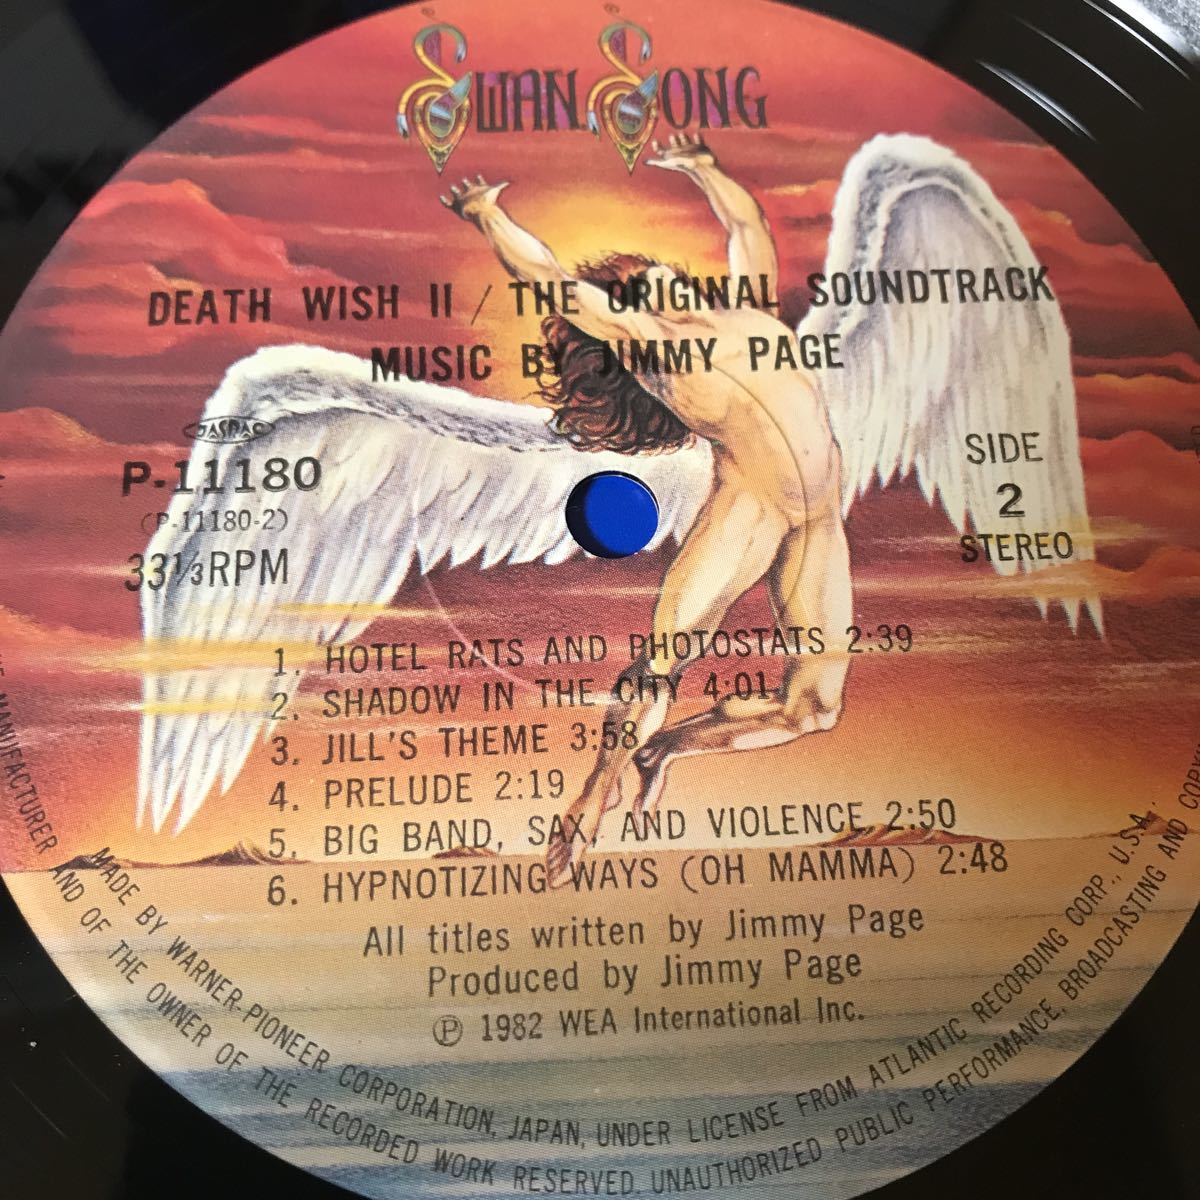 SWAN SONG
DEATH WISH II / THE ORIGINAL SOUNDTRACK
MUSIC BY JIMMY PAGE
JASRAC
P-11180
(P-11180-2)
33 1/3 RPM
SIDE
2
STEREO
1. HOTEL RATS AND PHOTOSTATS 2:39
2. SHADOW IN THE CITY 4:01
3. JILL'S THEME 3:58
4. PRELUDE 2:19
5. BIG BAND, SAX, AND VIOLENCE 2:50
6. HYPNOTIZING WAYS (OH MAMMA) 2:48
All titles written by Jimmy Page
Produced by Jimmy Page
Ⓟ 1982 WEA International Inc.
MADE BY WARNER-PIONEER CORPORATION, JAPAN, UNDER LICENSE FROM ATLANTIC RECORDING CORP., U.S.A.
MANUFACTURER AND OF THE OWNER OF THE RECORDED WORK RESERVED. UNAUTHORIZED PUBLIC PERFORMANCE, BROADCASTING AND